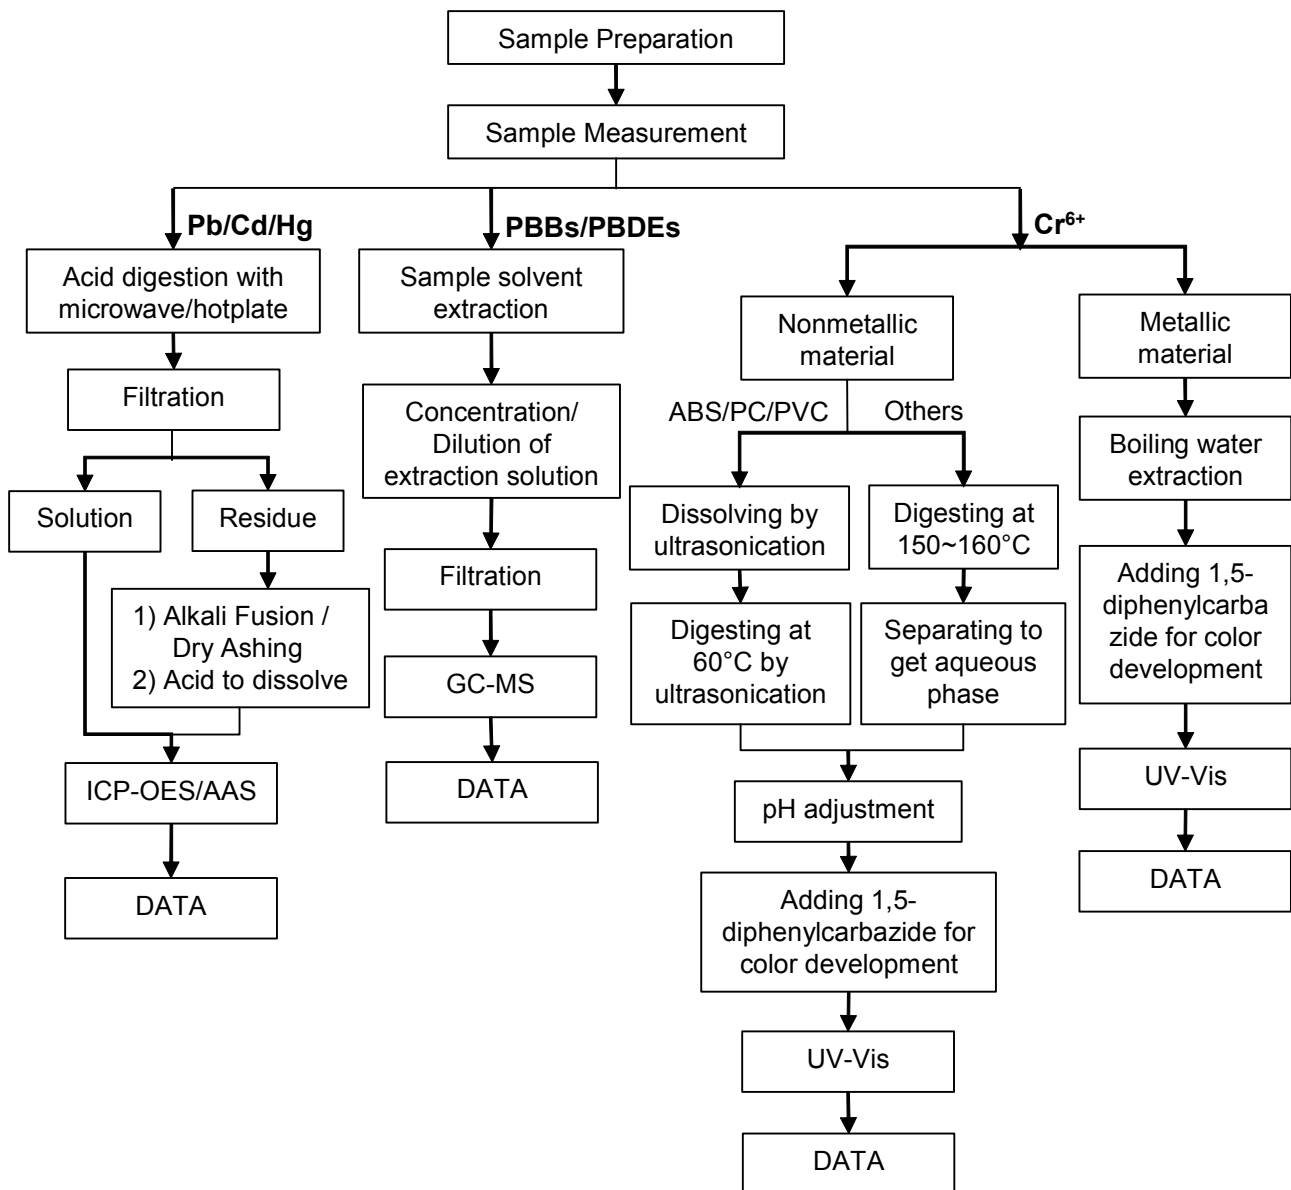 Sample Preparation
Sample Measurement
Pb/Cd/Hg
Acid digestion with
microwave/hotplate
Filtration
Solution
Residue
1) Alkali Fusion /
Dry Ashing
2) Acid to dissolve
ICP-OES/AAS
DATA
PBBs/PBDEs
Sample solvent
extraction
Concentration/
Dilution of
extraction solution
Filtration
GC-MS
DATA
Cr⁶⁺
Nonmetallic
material
ABS/PC/PVC
Others
Dissolving by
ultrasonication
Digesting at
60°C by
ultrasonication
Digesting at
150~160°C
Separating to
get aqueous
phase
pH adjustment
Adding 1,5-
diphenylcarbazide for
color development
UV-Vis
DATA
Metallic
material
Boiling water
extraction
Adding 1,5-
diphenylcarba
zide for color
development
UV-Vis
DATA